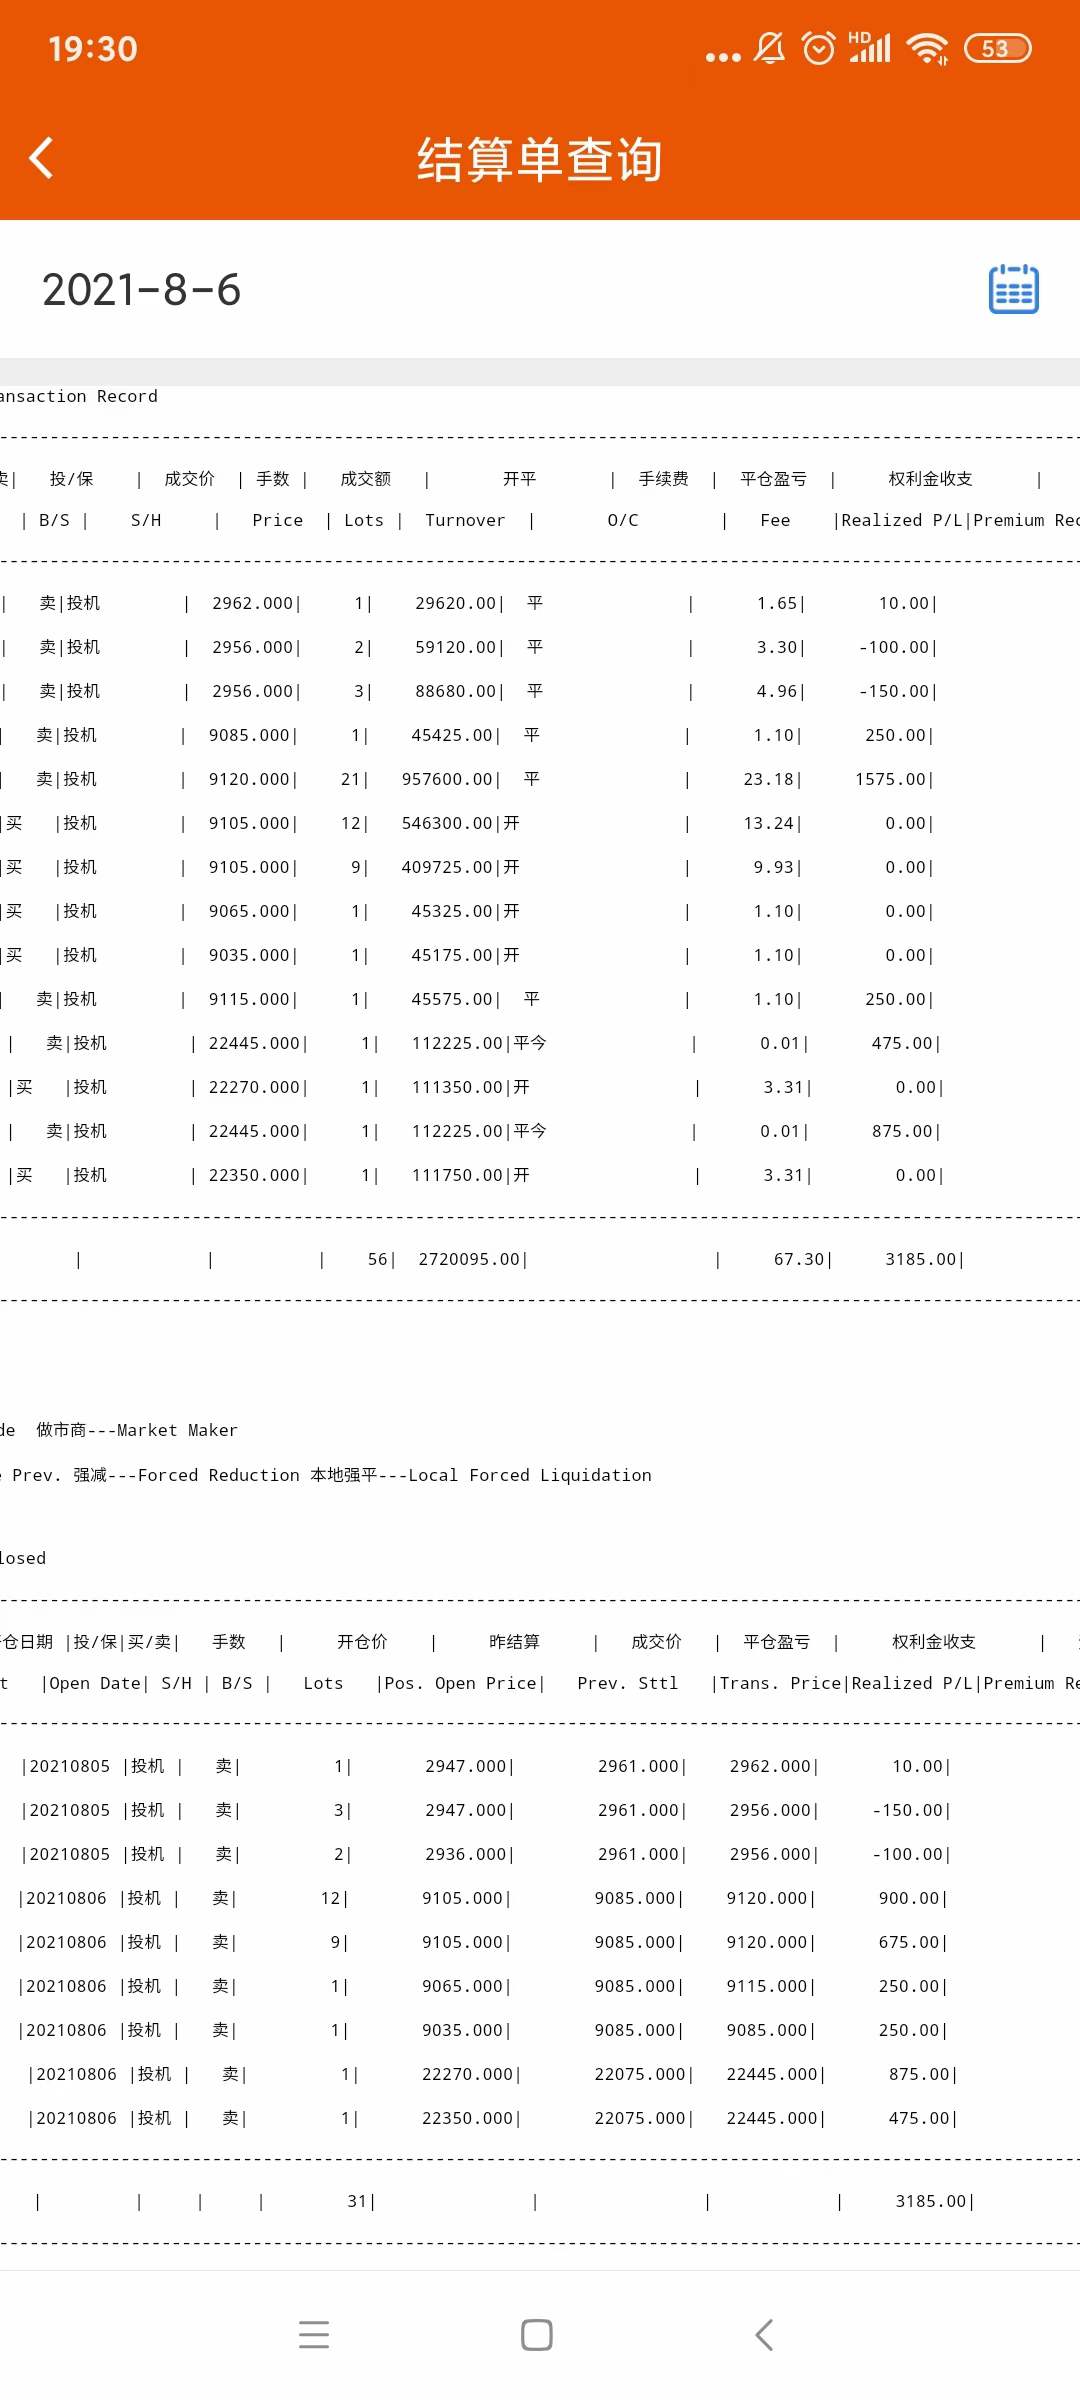 19:30 HD 53
结算单查询
2021-8-6
ansaction Record
--------------------------------------------------------------------------------
卖| 投/保 | 成交价 | 手数 | 成交额 | 开平 | 手续费 | 平仓盈亏 | 权利金收支 |
| B/S | S/H | Price | Lots | Turnover | O/C | Fee |Realized P/L|Premium Rec
--------------------------------------------------------------------------------
| 卖|投机 | 2962.000| 1| 29620.00| 平 | 1.65| 10.00|
| 卖|投机 | 2956.000| 2| 59120.00| 平 | 3.30| -100.00|
| 卖|投机 | 2956.000| 3| 88680.00| 平 | 4.96| -150.00|
| 卖|投机 | 9085.000| 1| 45425.00| 平 | 1.10| 250.00|
| 卖|投机 | 9120.000| 21| 957600.00| 平 | 23.18| 1575.00|
|买 |投机 | 9105.000| 12| 546300.00|开 | 13.24| 0.00|
|买 |投机 | 9105.000| 9| 409725.00|开 | 9.93| 0.00|
|买 |投机 | 9065.000| 1| 45325.00|开 | 1.10| 0.00|
|买 |投机 | 9035.000| 1| 45175.00|开 | 1.10| 0.00|
| 卖|投机 | 9115.000| 1| 45575.00| 平 | 1.10| 250.00|
| 卖|投机 | 22445.000| 1| 112225.00|平今 | 0.01| 475.00|
|买 |投机 | 22270.000| 1| 111350.00|开 | 3.31| 0.00|
| 卖|投机 | 22445.000| 1| 112225.00|平今 | 0.01| 875.00|
|买 |投机 | 22350.000| 1| 111750.00|开 | 3.31| 0.00|
--------------------------------------------------------------------------------
| | | 56| 2720095.00| | 67.30| 3185.00|
--------------------------------------------------------------------------------
de 做市商---Market Maker
e Prev. 强减---Forced Reduction 本地强平---Local Forced Liquidation
losed
--------------------------------------------------------------------------------
仓日期 |投/保|买/卖| 手数 | 开仓价 | 昨结算 | 成交价 | 平仓盈亏 | 权利金收支 |
t |Open Date| S/H | B/S | Lots |Pos. Open Price| Prev. Sttl |Trans. Price|Realized P/L|Premium Re
--------------------------------------------------------------------------------
|20210805 |投机 | 卖| 1| 2947.000| 2961.000| 2962.000| 10.00|
|20210805 |投机 | 卖| 3| 2947.000| 2961.000| 2956.000| -150.00|
|20210805 |投机 | 卖| 2| 2936.000| 2961.000| 2956.000| -100.00|
|20210806 |投机 | 卖| 12| 9105.000| 9085.000| 9120.000| 900.00|
|20210806 |投机 | 卖| 9| 9105.000| 9085.000| 9120.000| 675.00|
|20210806 |投机 | 卖| 1| 9065.000| 9085.000| 9115.000| 250.00|
|20210806 |投机 | 卖| 1| 9035.000| 9085.000| 9085.000| 250.00|
|20210806 |投机 | 卖| 1| 22270.000| 22075.000| 22445.000| 875.00|
|20210806 |投机 | 卖| 1| 22350.000| 22075.000| 22445.000| 475.00|
--------------------------------------------------------------------------------
| | | | 31| | | | 3185.00|
--------------------------------------------------------------------------------